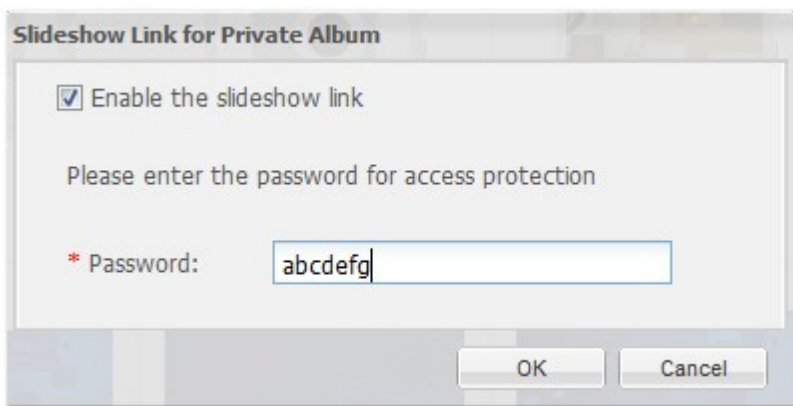 Slideshow Link for Private Album
Enable the slideshow link
Please enter the password for access protection
* Password: abcdefg
OK Cancel